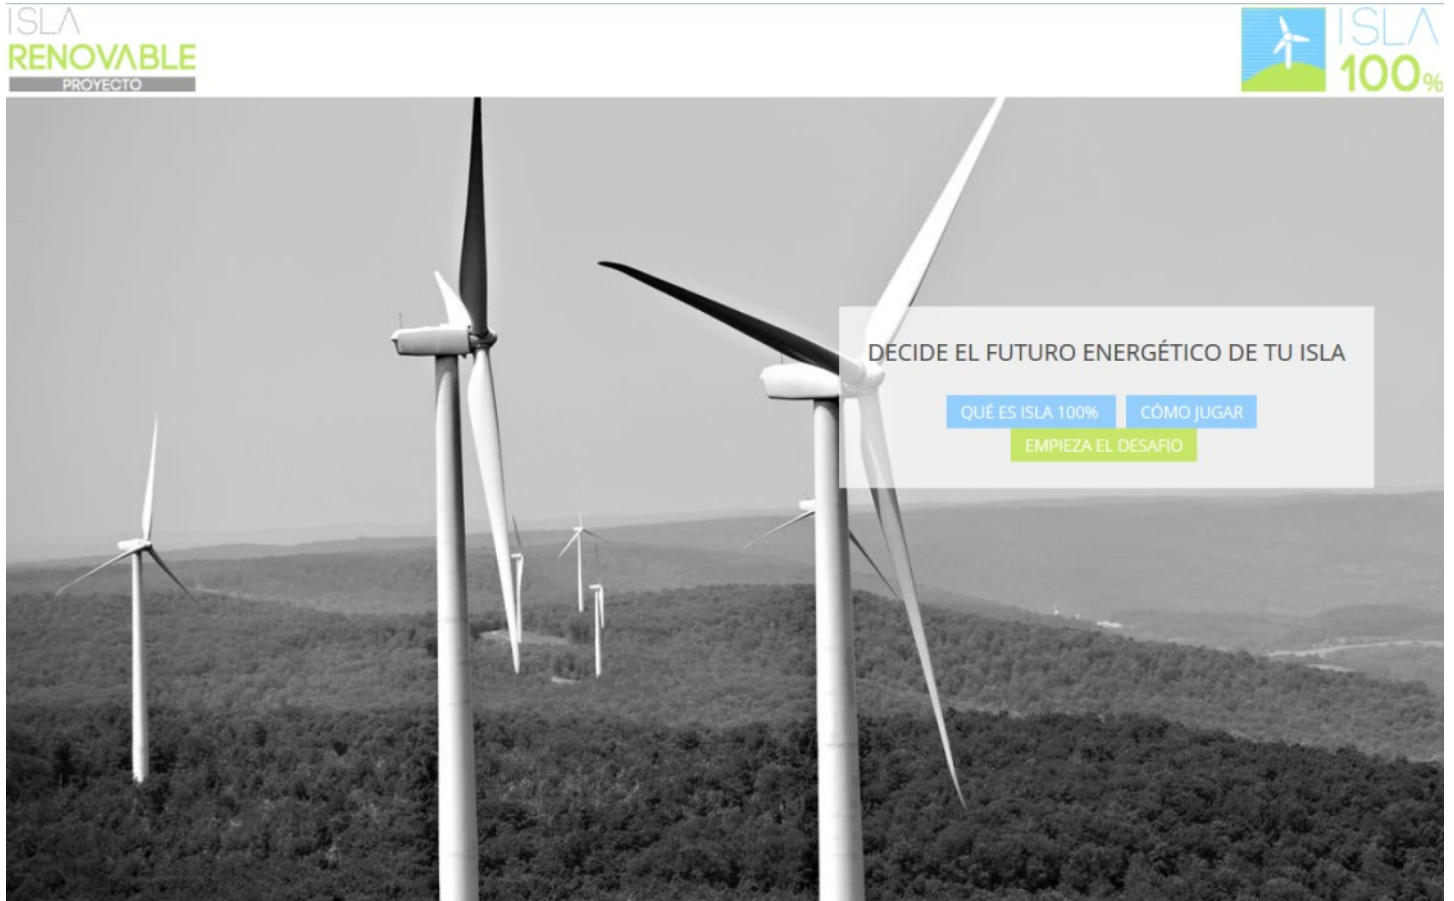 ISLA
RENOVABLE
PROYECTO
ISLA
100%
DECIDE EL FUTURO ENERGÉTICO DE TU ISLA
QUÉ ES ISLA 100% CÓMO JUGAR
EMPIEZA EL DESAFIO